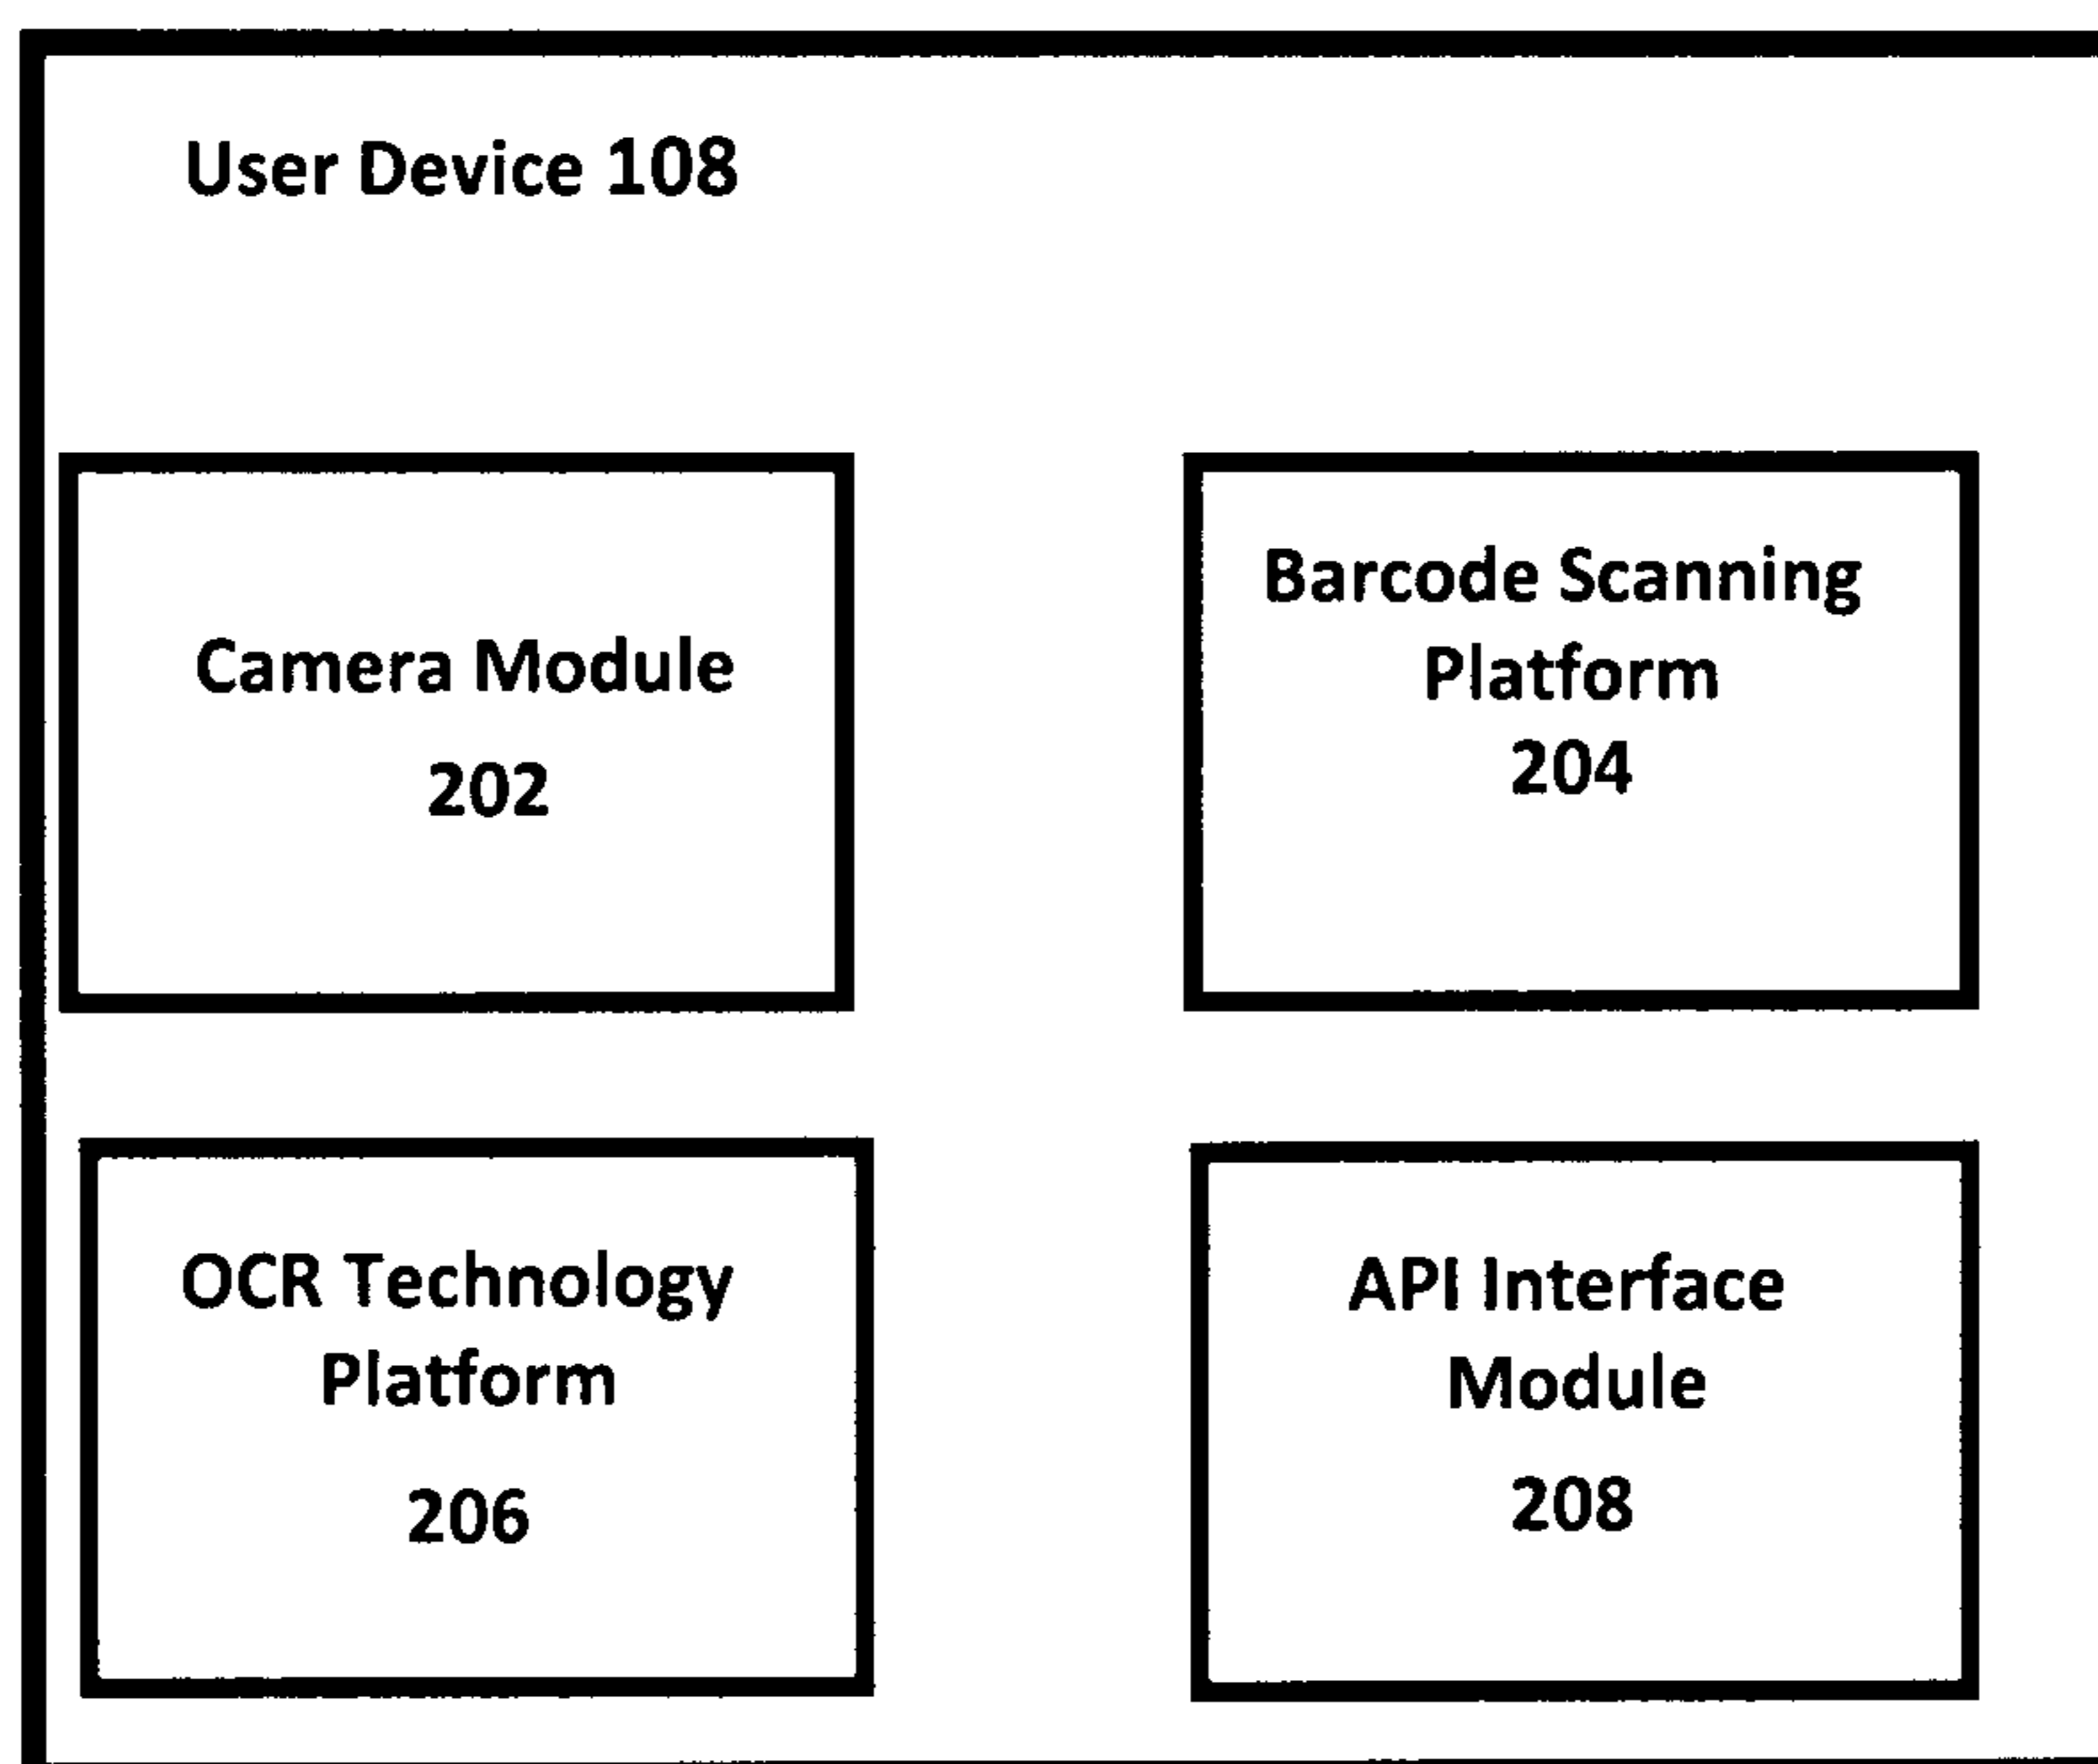 User Device 108
Camera Module
202
Barcode Scanning
Platform
204
OCR Technology
Platform
206
API Interface
Module
208